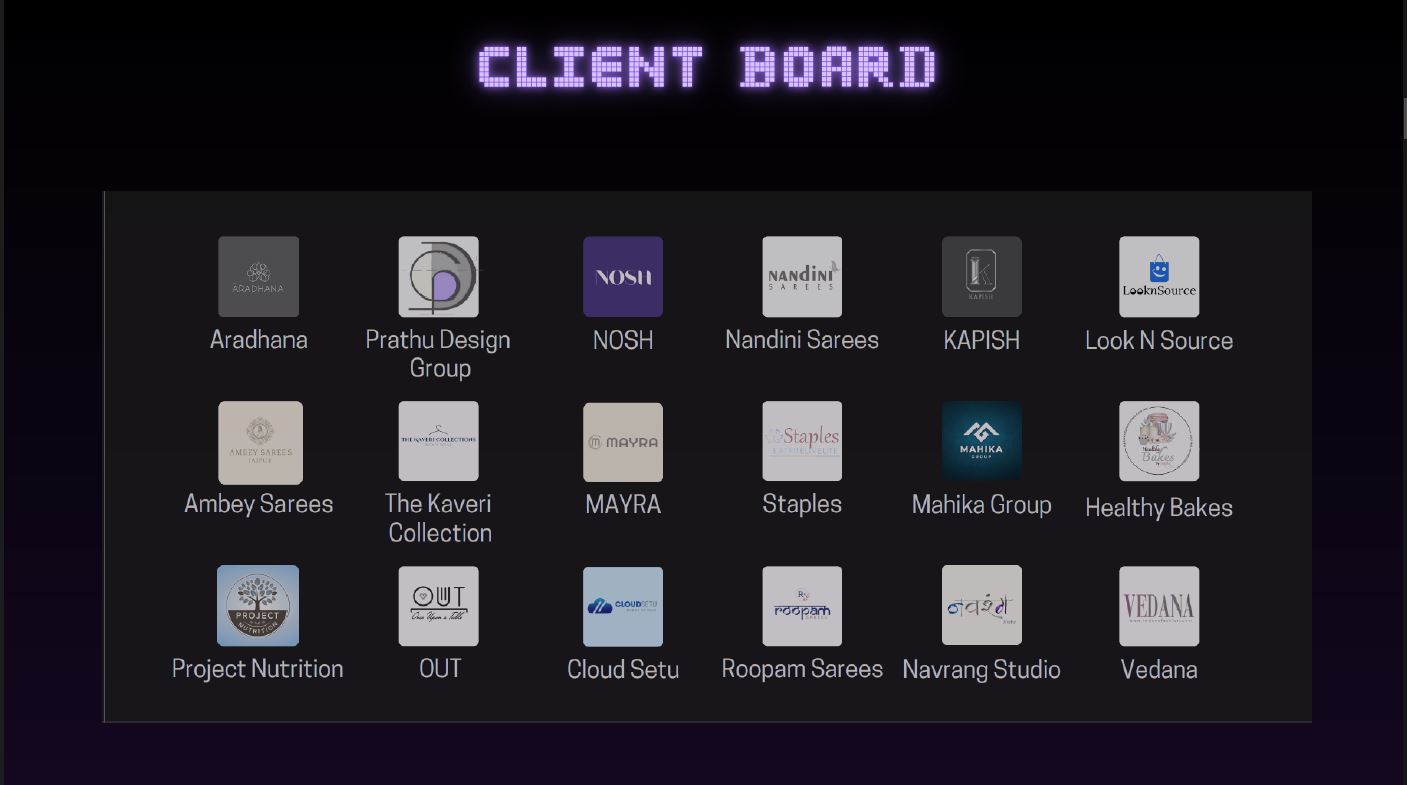 CLIENT BOARD
ARADHANA
NOSH
NANDINI
SAREES
K
KAPISH
LooknSource
Aradhana
Prathu Design
Group
NOSH
Nandini Sarees
KAPISH
Look N Source
AMBEY SAREES
JAIPUR
THE KAVERI COLLECTIONS
MAYRA
Staples
MAHIKA
GROUP
Healthy
Bakes
Ambey Sarees
The Kaveri
Collection
MAYRA
Staples
Mahika Group
Healthy Bakes
PROJECT
NUTRITION
OUT
Once Upon a Table
CLOUDSETU
roopam
SAREES
नवरंग
VEDANA
Project Nutrition
OUT
Cloud Setu
Roopam Sarees
Navrang Studio
Vedana